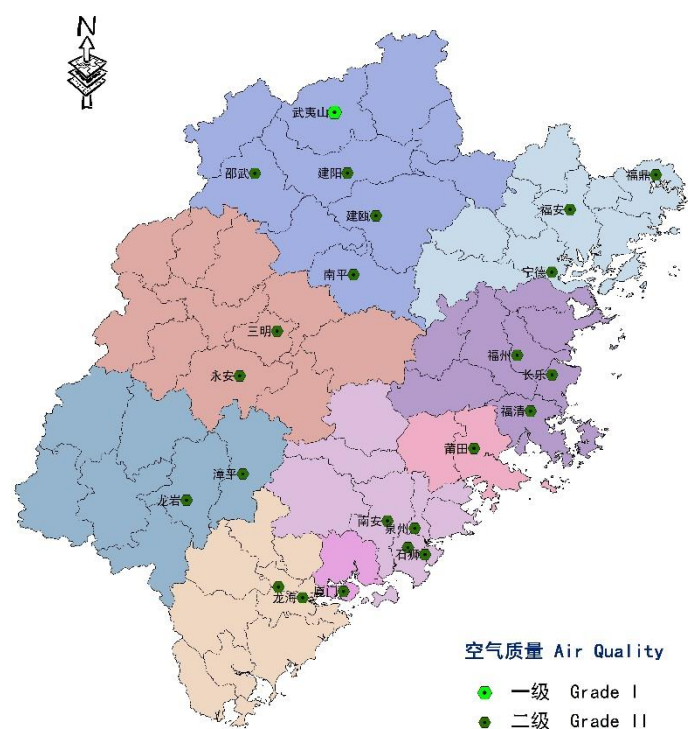 N
武夷山
邵武
建阳
福鼎
福安
建瓯
南平
宁德
三明
福州
永安
长乐
福清
莆田
漳平
龙岩
南安
泉州
石狮
龙海
厦门
空气质量 Air Quality
一级 Grade I
二级 Grade II